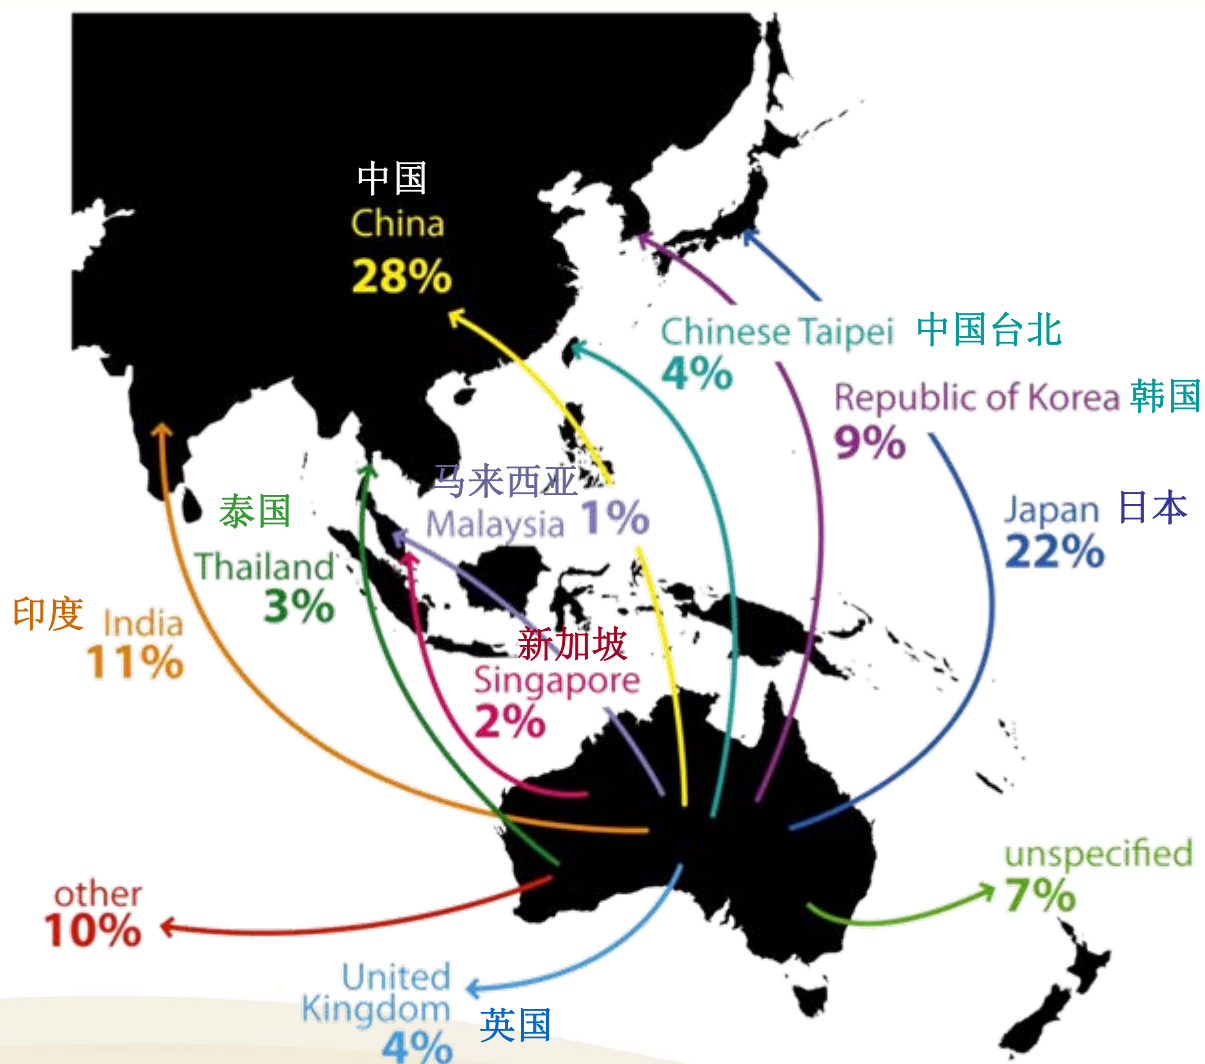 中国
China
28%
Chinese Taipei 中国台北
4%
Republic of Korea 韩国
9%
马来西亚
Malaysia 1%
泰国
Thailand
3%
Japan 日本
22%
印度 India
11%
新加坡
Singapore
2%
unspecified
7%
other
10%
United
Kingdom 英国
4%